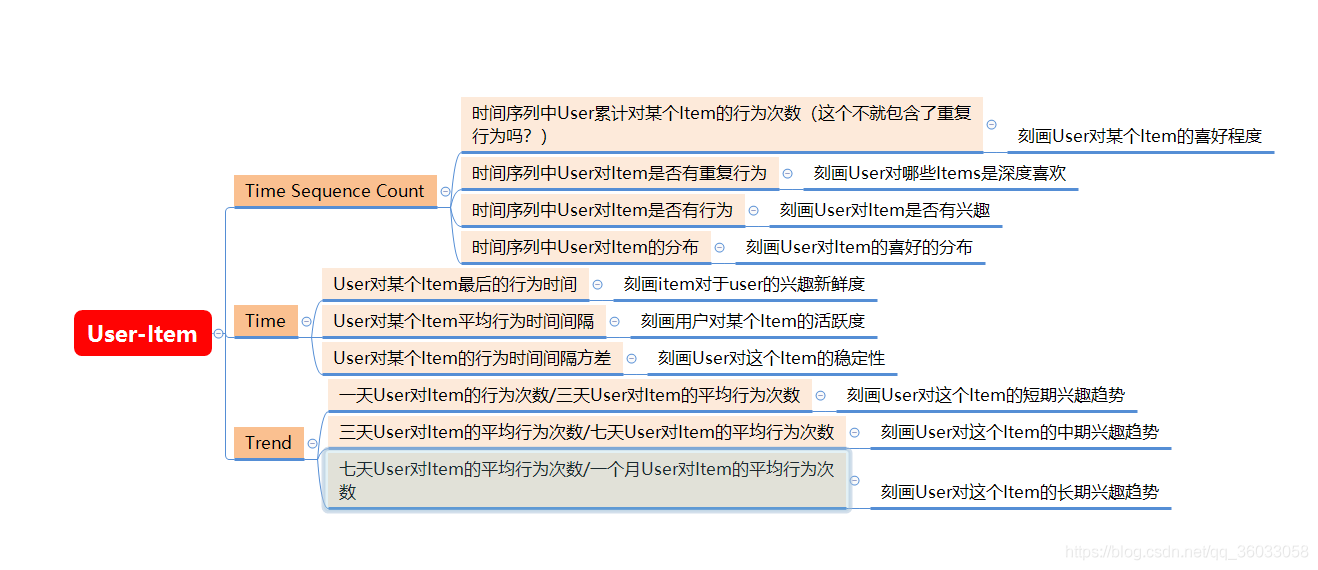 User-Item
Time Sequence Count
时间序列中User累计对某个Item的行为次数（这个不就包含了重复
行为吗？）
刻画User对某个Item的喜好程度
时间序列中User对Item是否有重复行为
刻画User对哪些Items是深度喜欢
时间序列中User对Item是否有行为
刻画User对Item是否有兴趣
时间序列中User对Item的分布
刻画User对Item的喜好的分布
Time
User对某个Item最后的行为时间
刻画item对于user的兴趣新鲜度
User对某个Item平均行为时间间隔
刻画用户对某个Item的活跃度
User对某个Item的行为时间间隔方差
刻画User对这个Item的稳定性
Trend
一天User对Item的行为次数/三天User对Item的平均行为次数
刻画User对这个Item的短期兴趣趋势
三天User对Item的平均行为次数/七天User对Item的平均行为次数
刻画User对这个Item的中期兴趣趋势
七天User对Item的平均行为次数/一个月User对Item的平均行为次
数
刻画User对这个Item的长期兴趣趋势
https://blog.csdn.net/qq_36033058